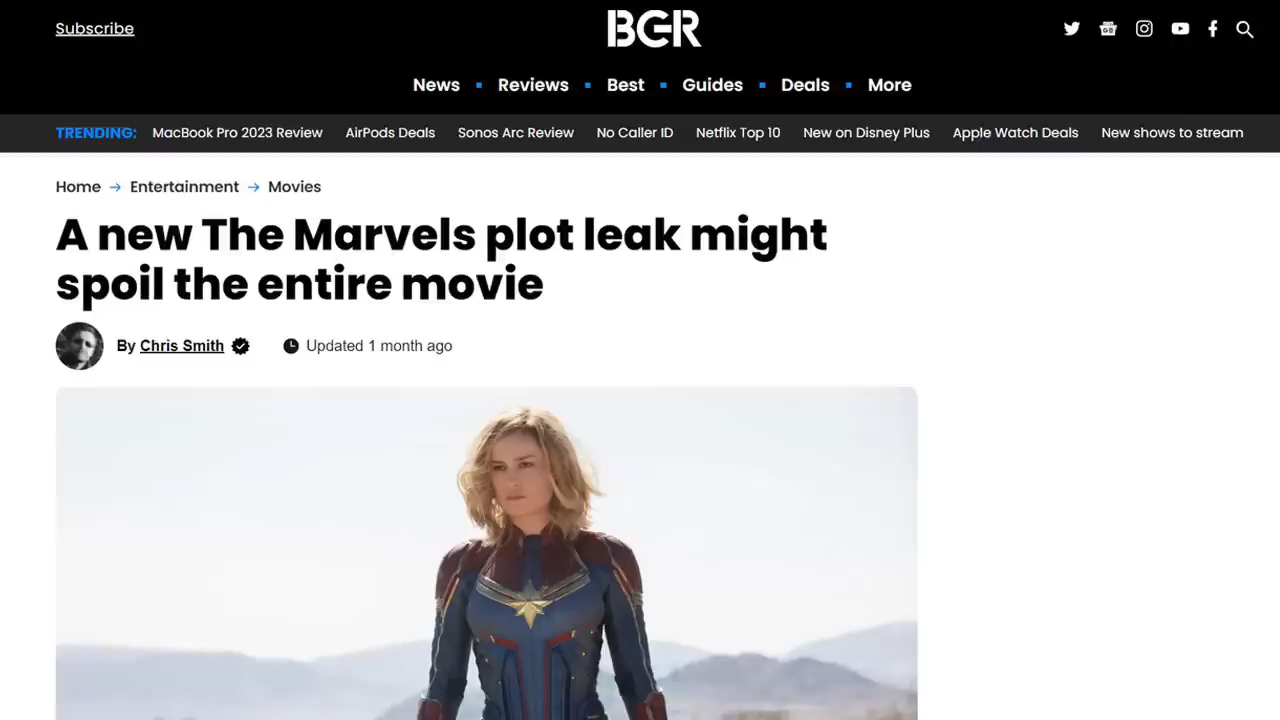 Subscribe
BGR
News Reviews Best Guides Deals More
TRENDING: MacBook Pro 2023 Review AirPods Deals Sonos Arc Review No Caller ID Netflix Top 10 New on Disney Plus Apple Watch Deals New shows to stream
Home → Entertainment → Movies
A new The Marvels plot leak might
spoil the entire movie
By Chris Smith Updated 1 month ago